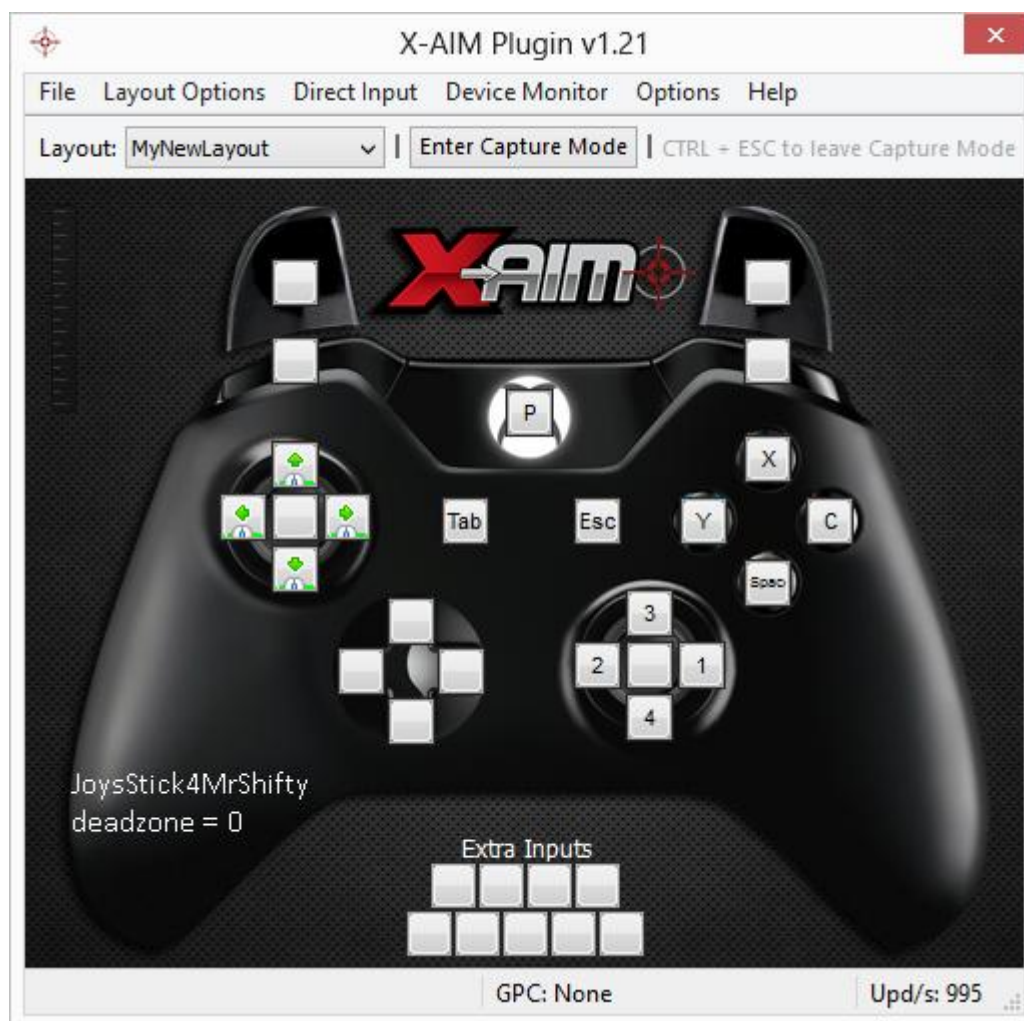 X-AIM Plugin v1.21
File Layout Options Direct Input Device Monitor Options Help
Layout: MyNewLayout | Enter Capture Mode | CTRL + ESC to leave Capture Mode
X-AIM
P
X
Tab Esc Y C
Spac
3
2 1
4
JoysStick4MrShifty
deadzone = 0
Extra Inputs
GPC: None Upd/s: 995